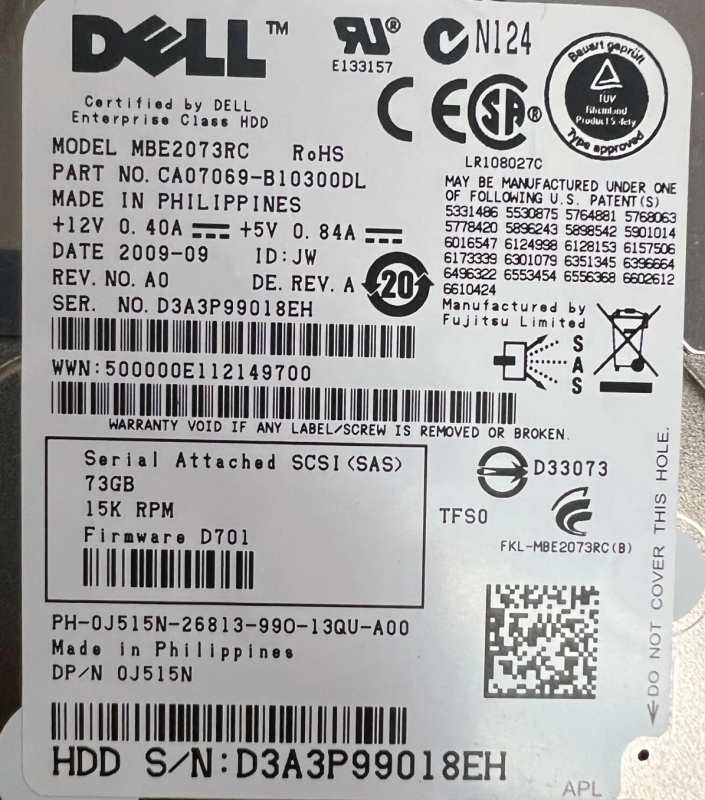 DELL™
UL® E133157
N124
CE
SA® LR108027C
Bauart geprüft
TÜV
Rheinland
Product Safety
Type approved
Certified by DELL
Enterprise Class HDD
MODEL MBE2073RC RoHS
PART NO. CA07069-B10300DL
MADE IN PHILIPPINES
+12V 0.40A +5V 0.84A
DATE 2009-09 ID:JW
REV. NO. A0 DE. REV. A
20
SER. NO. D3A3P99018EH
MAY BE MANUFACTURED UNDER ONE
OF FOLLOWING U.S. PATENT(S)
5331486 5530875 5764881 5768063
5778420 5896243 5898542 5901014
6016547 6124998 6128153 6157506
6173339 6301079 6351345 6396664
6496322 6553454 6556368 6602612
6610424
Manufactured by
Fujitsu Limited
SAS
WWN:500000E112149700
WARRANTY VOID IF ANY LABEL/SCREW IS REMOVED OR BROKEN.
Serial Attached SCSI(SAS)
73GB
15K RPM
Firmware D701
D33073
TFS0
FKL-MBE2073RC(B)
PH-0J515N-26813-990-13QU-A00
Made in Philippines
DP/N 0J515N
HDD S/N:D3A3P99018EH
DO NOT COVER THIS HOLE.
APL